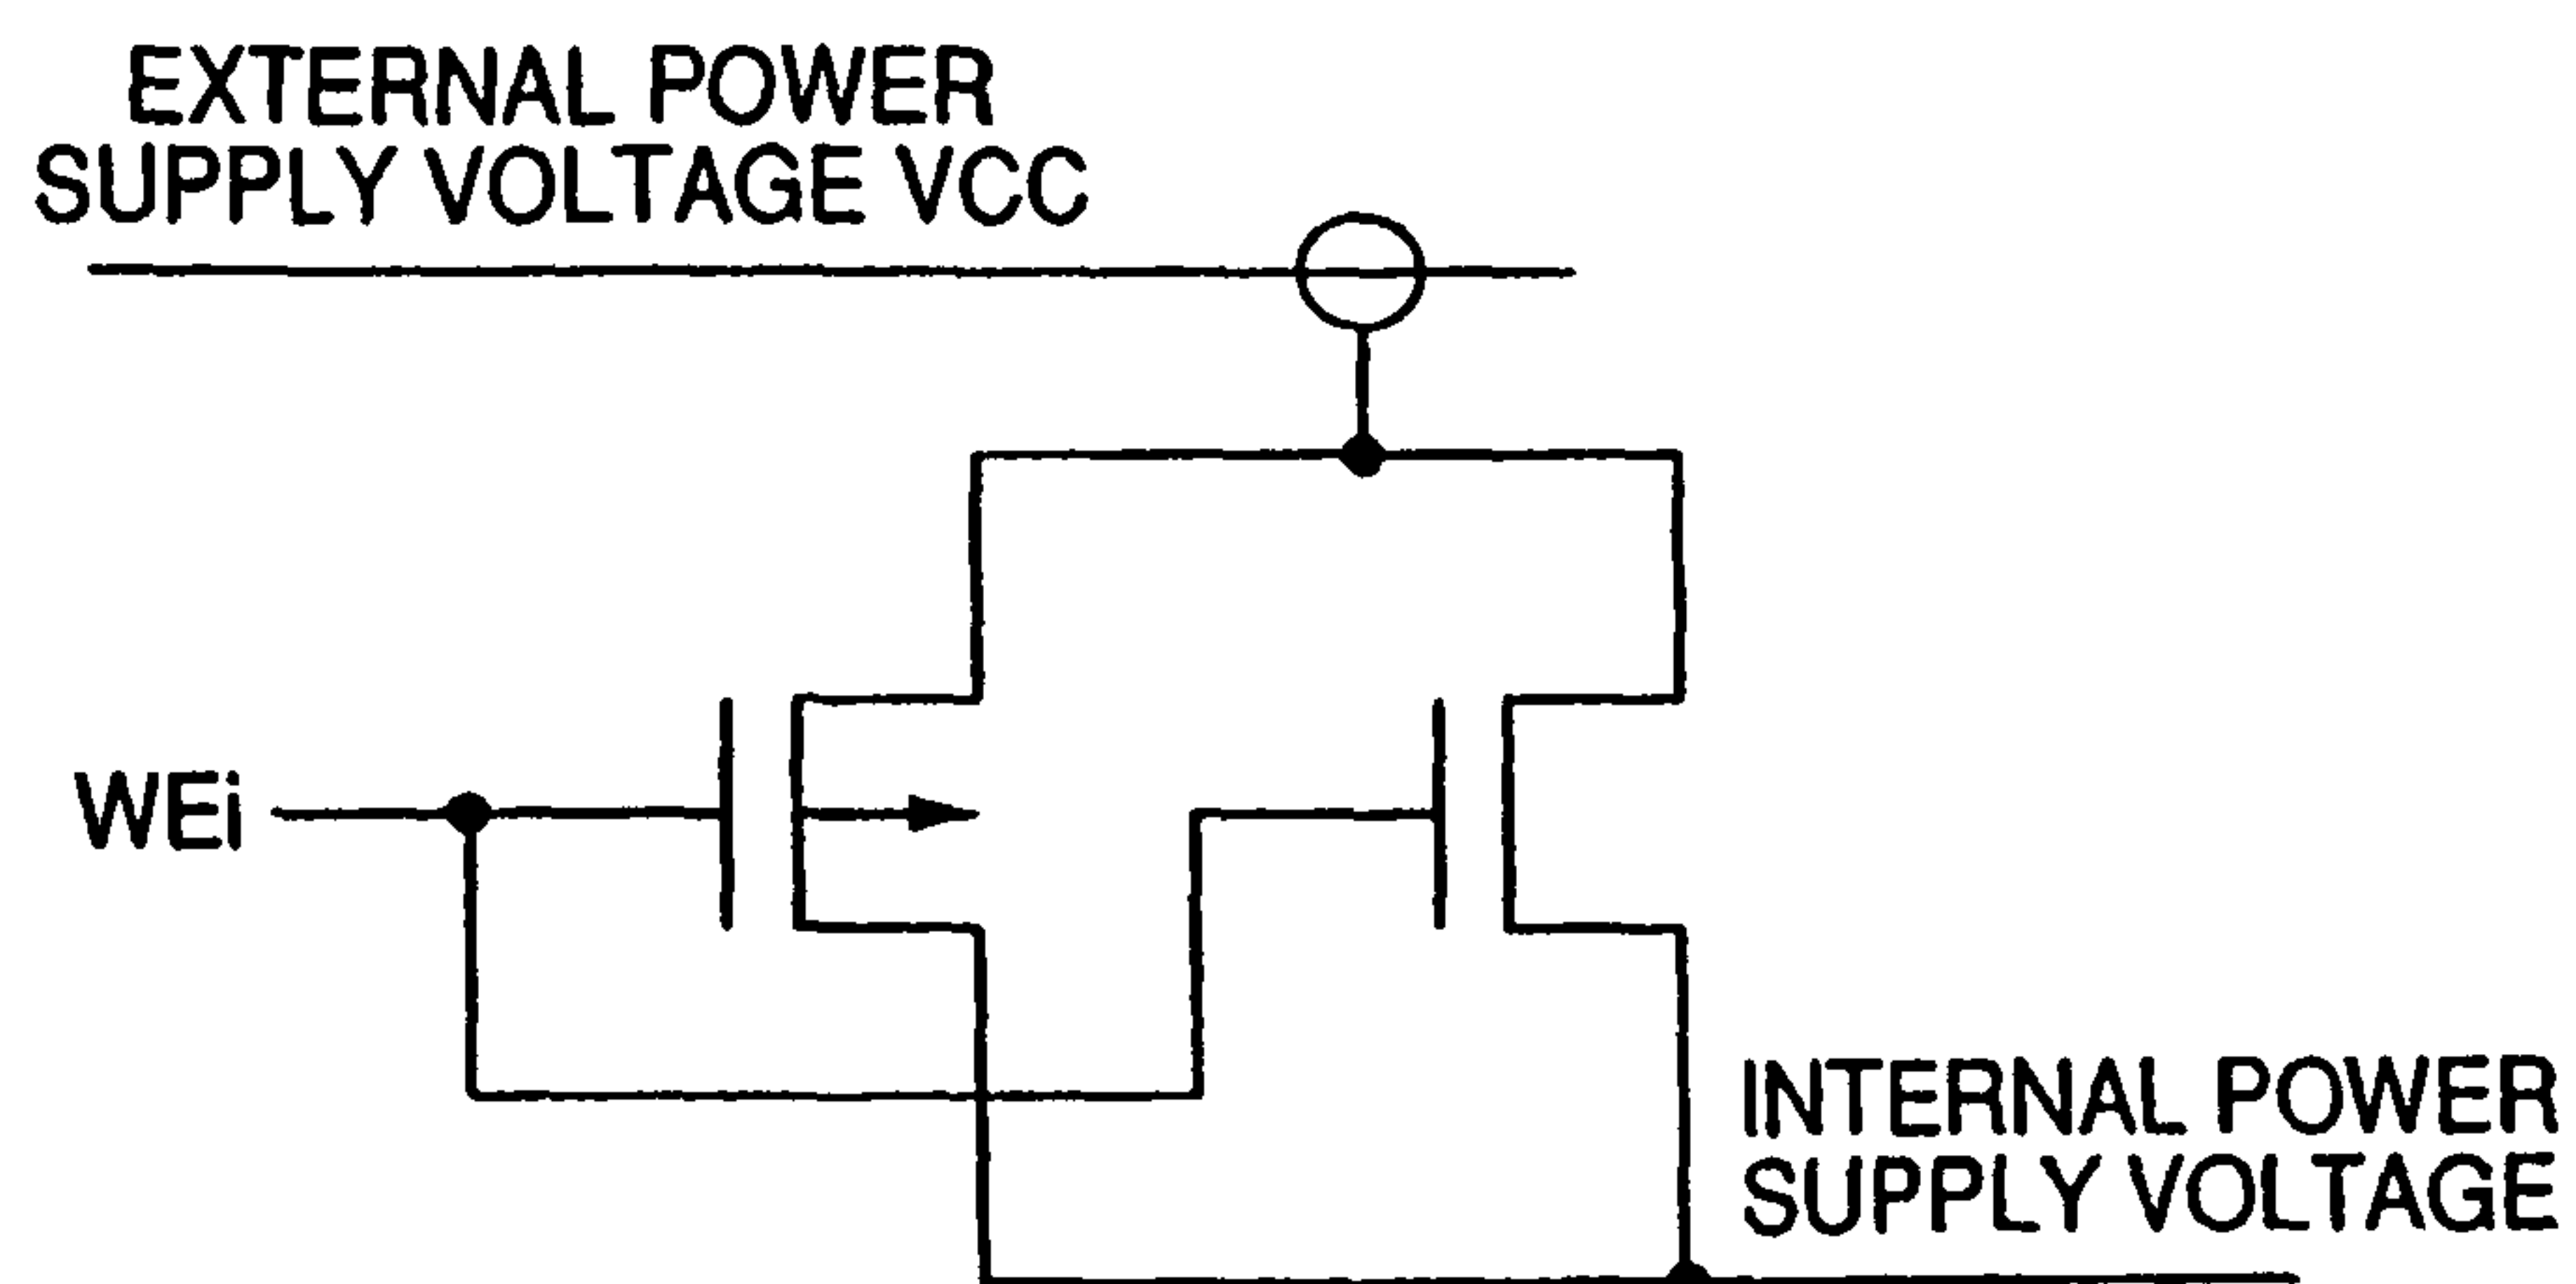 EXTERNAL POWER
SUPPLY VOLTAGE VCC
WEi
INTERNAL POWER
SUPPLY VOLTAGE